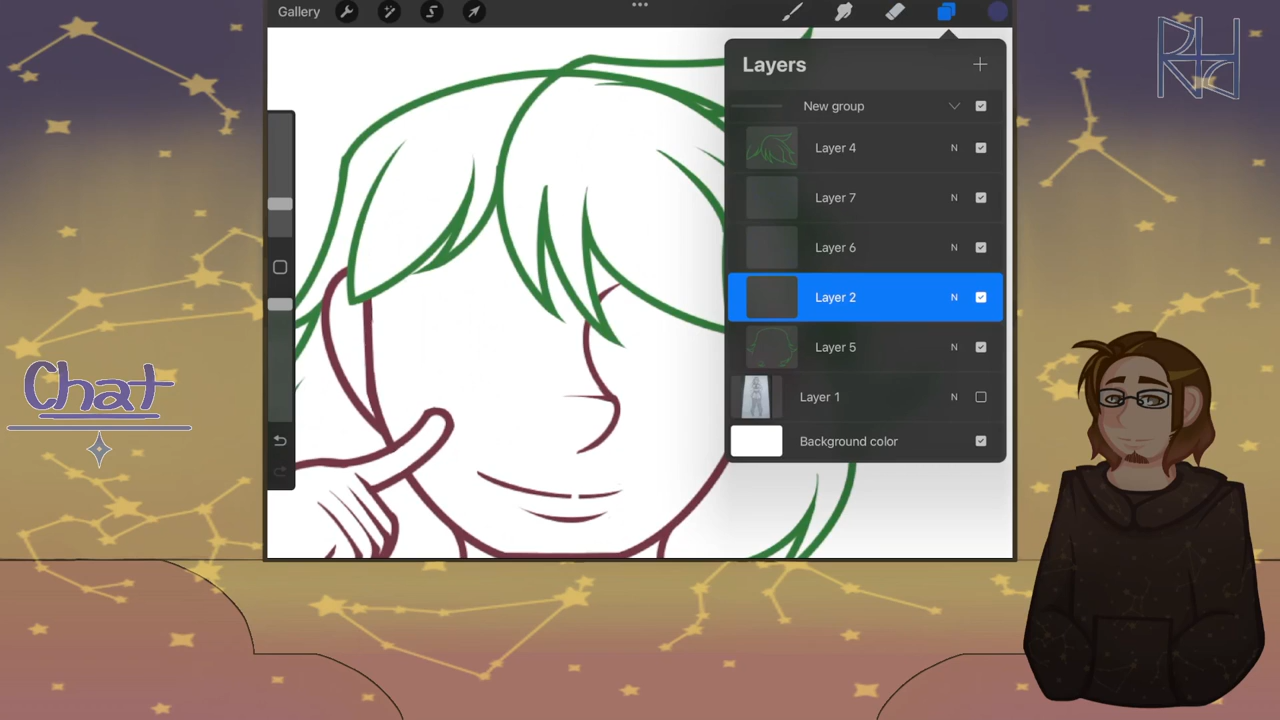 Gallery
Layers
New group
Layer 4 N
Layer 7 N
Layer 6 N
Layer 2 N
Layer 5 N
Layer 1 N
Background color
Chat